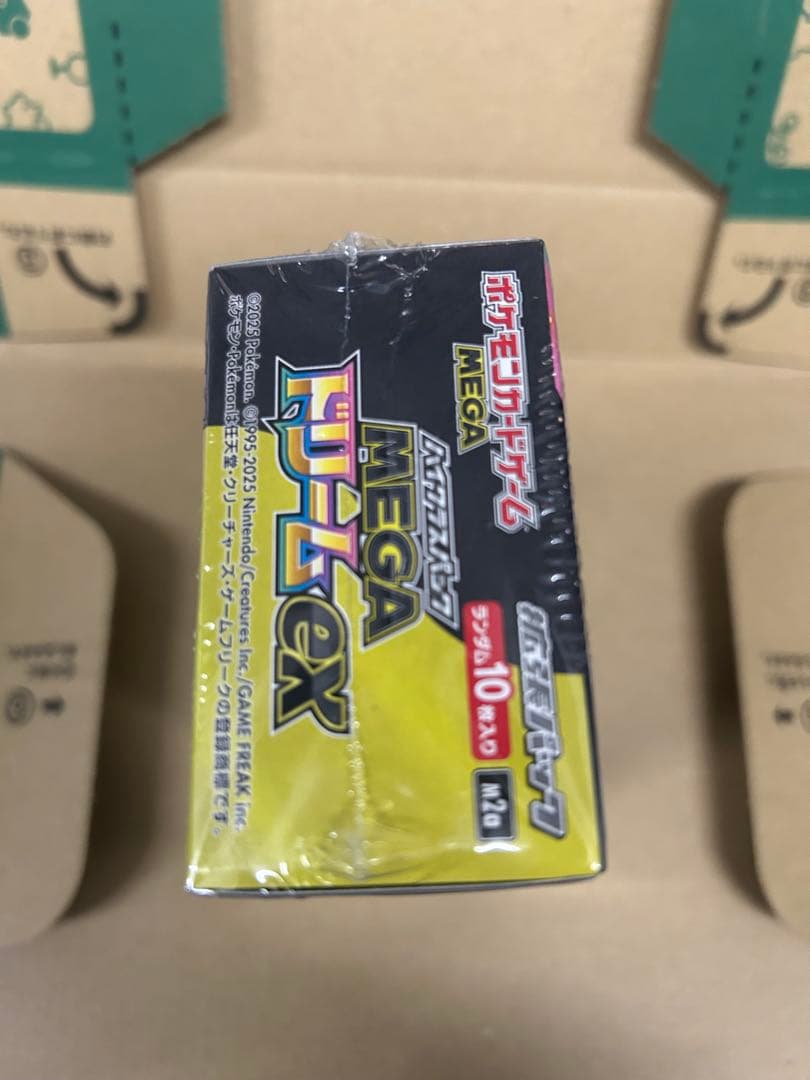 ポケモンカードゲーム
MEGA
拡張パック
ハイクラスパック
MEGA
ドリームex
ランダム10枚入り
M2a
©2025 Pokémon. ©1995-2025 Nintendo/Creatures Inc./GAME FREAK inc.
ポケモン・Pokémonは任天堂・クリーチャーズ・ゲームフリークの登録商標です。